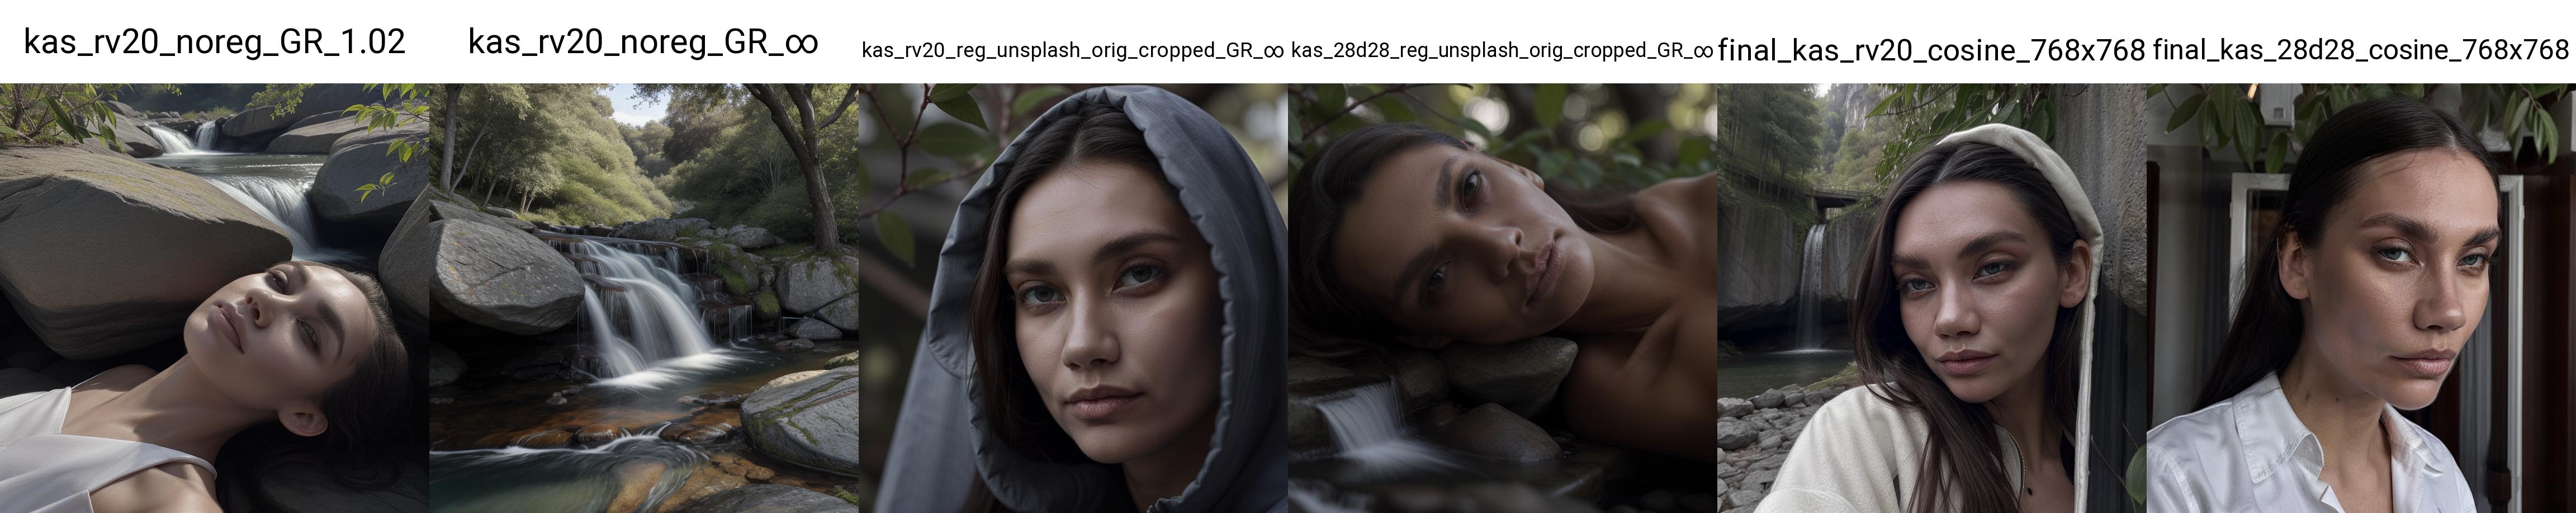 kas_rv20_noreg_GR_1.02
kas_rv20_noreg_GR_∞
kas_rv20_reg_unsplash_orig_cropped_GR_∞
kas_28d28_reg_unsplash_orig_cropped_GR_∞
final_kas_rv20_cosine_768x768
final_kas_28d28_cosine_768x768